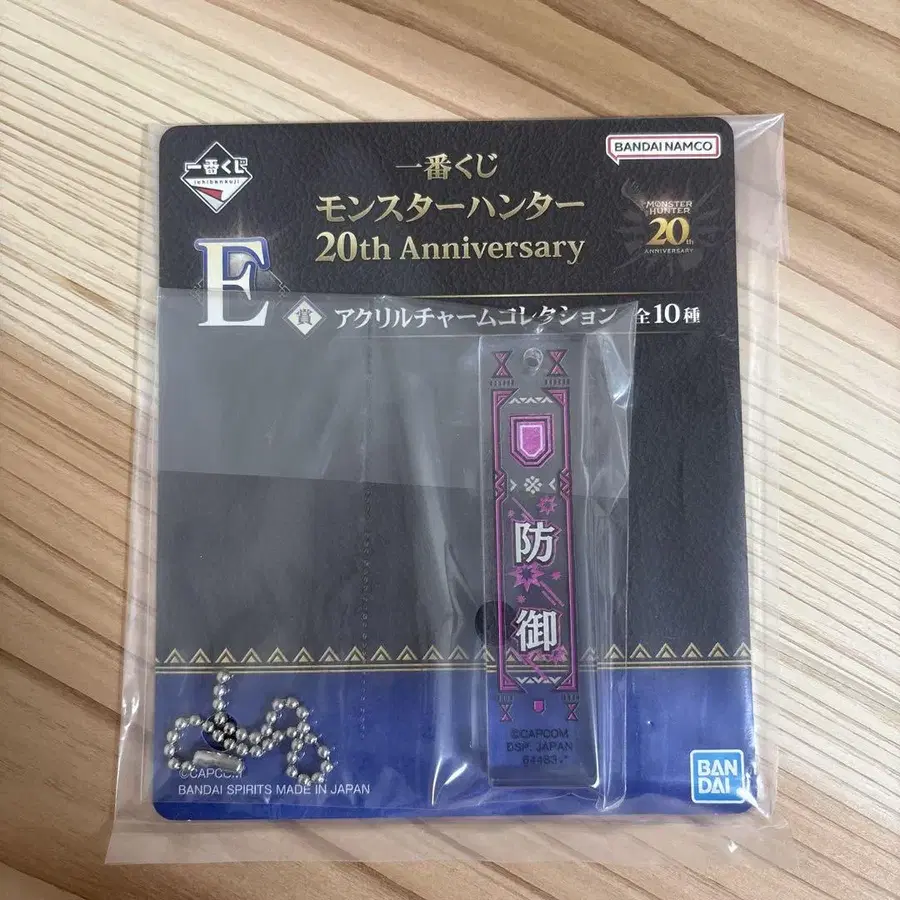 一番くじ
ichibankuji
BANDAI NAMCO
一番くじ
モンスターハンター
20th Anniversary
MONSTER
HUNTER
20th
ANNIVERSARY
E
賞
アクリルチャームコレクション 全10種
防
御
©CAPCOM
DSP. JAPAN
©CAPCOM
BANDAI SPIRITS MADE IN JAPAN
BAN
DAI